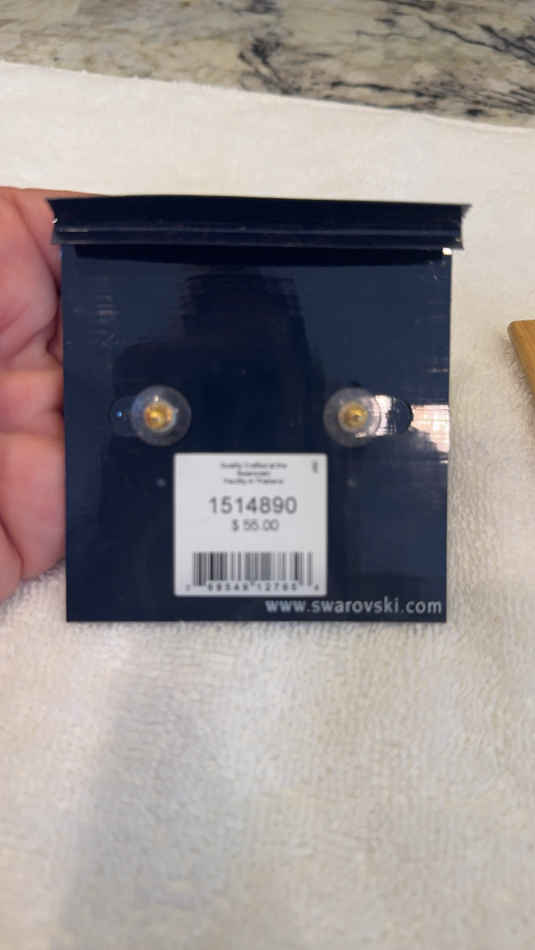 Quality Crafted at the
Swarovski
Facility in Thailand
1514890
$ 55.00
www.swarovski.com